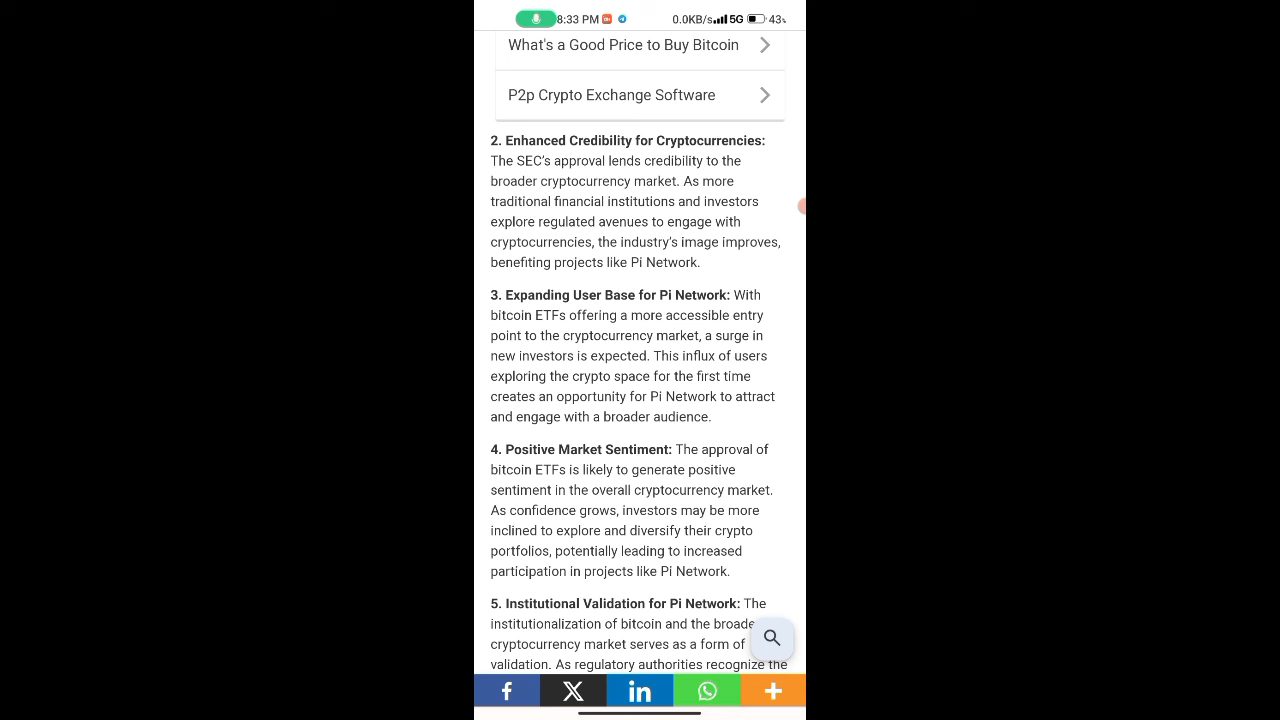 8:33 PM 0.0KB/s 5G 43%
What's a Good Price to Buy Bitcoin
P2p Crypto Exchange Software
2. Enhanced Credibility for Cryptocurrencies:
The SEC’s approval lends credibility to the
broader cryptocurrency market. As more
traditional financial institutions and investors
explore regulated avenues to engage with
cryptocurrencies, the industry’s image improves,
benefiting projects like Pi Network.
3. Expanding User Base for Pi Network: With
bitcoin ETFs offering a more accessible entry
point to the cryptocurrency market, a surge in
new investors is expected. This influx of users
exploring the crypto space for the first time
creates an opportunity for Pi Network to attract
and engage with a broader audience.
4. Positive Market Sentiment: The approval of
bitcoin ETFs is likely to generate positive
sentiment in the overall cryptocurrency market.
As confidence grows, investors may be more
inclined to explore and diversify their crypto
portfolios, potentially leading to increased
participation in projects like Pi Network.
5. Institutional Validation for Pi Network: The
institutionalization of bitcoin and the broade
cryptocurrency market serves as a form of
validation. As regulatory authorities recognize the